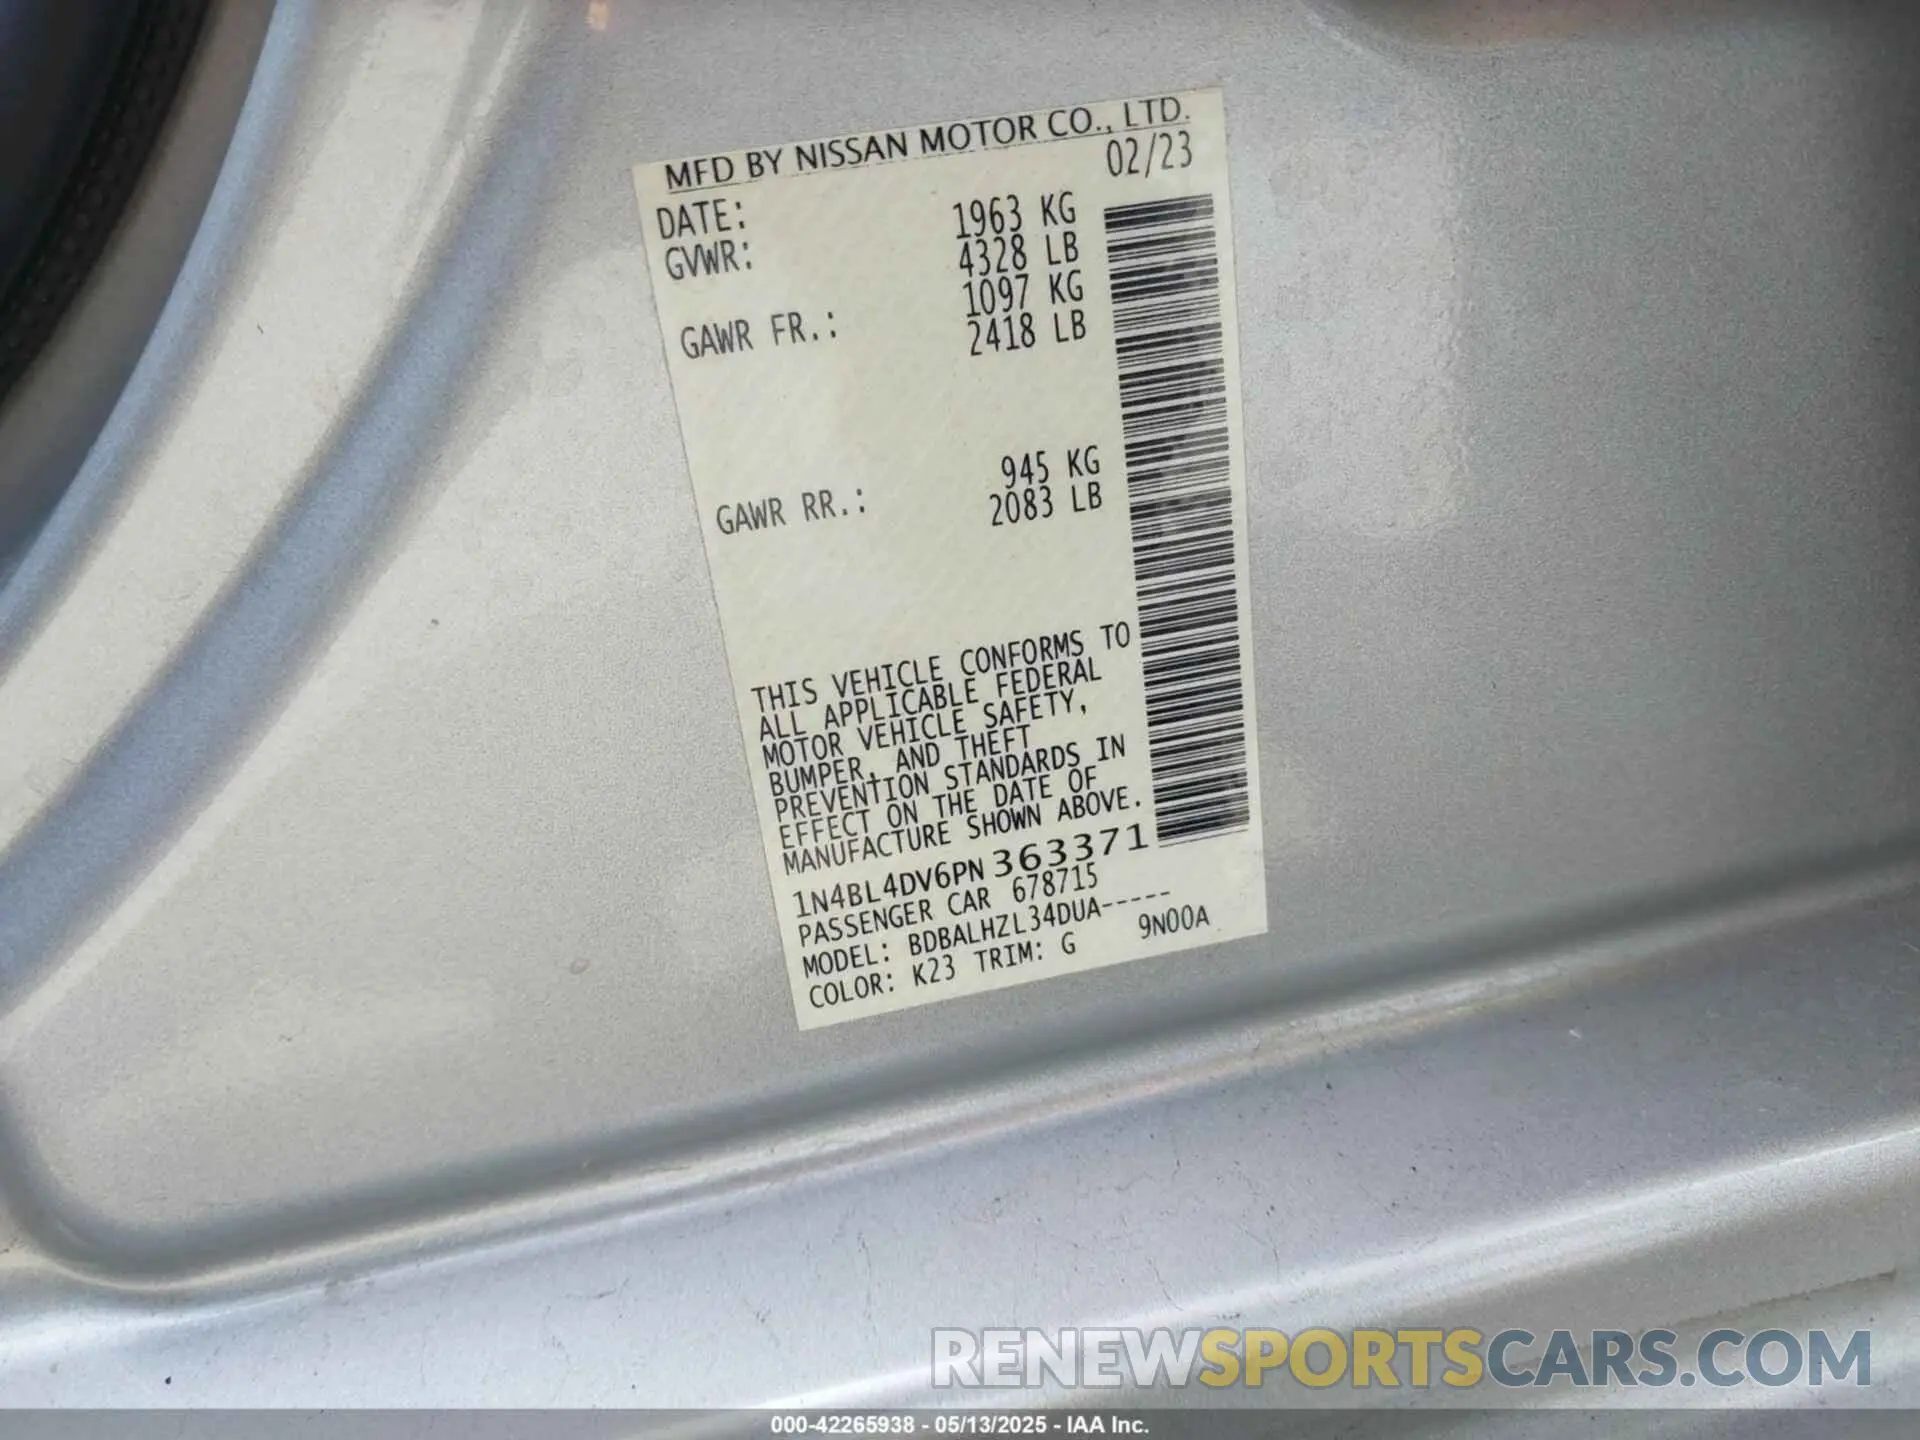 MFD BY NISSAN MOTOR CO., LTD.
DATE: 02/23
GVWR: 1963 KG
4328 LB
GAWR FR.: 1097 KG
2418 LB
GAWR RR.: 945 KG
2083 LB
THIS VEHICLE CONFORMS TO
ALL APPLICABLE FEDERAL
MOTOR VEHICLE SAFETY,
BUMPER, AND THEFT
PREVENTION STANDARDS IN
EFFECT ON THE DATE OF
MANUFACTURE SHOWN ABOVE.
1N4BL4DV6PN363371
PASSENGER CAR 678715
MODEL: BDBALHZL34DUA-----
COLOR: K23 TRIM: G 9N00A
RENEWSPORTSCARS.COM
000-42265938 - 05/13/2025 - IAA Inc.